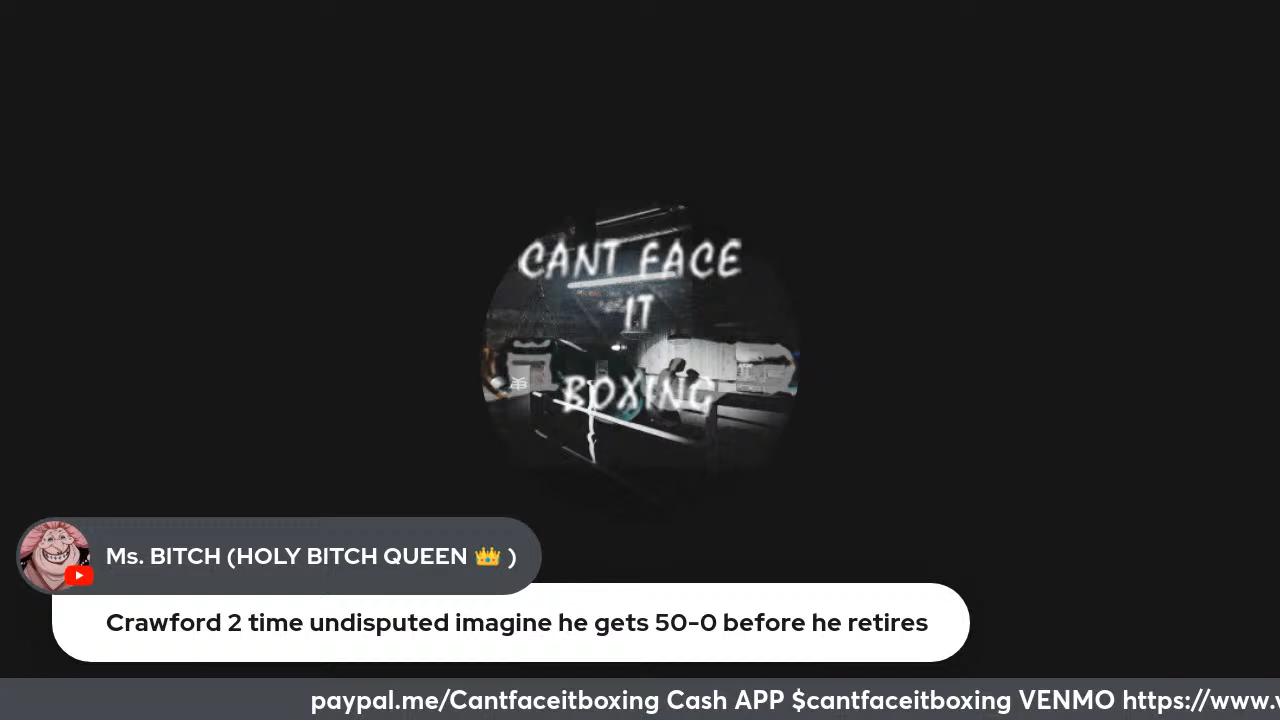 CANT FACE
IT
BOXING
Ms. BITCH (HOLY BITCH QUEEN 👑 )
Crawford 2 time undisputed imagine he gets 50-0 before he retires
paypal.me/Cantfaceitboxing Cash APP $cantfaceitboxing VENMO https://www.